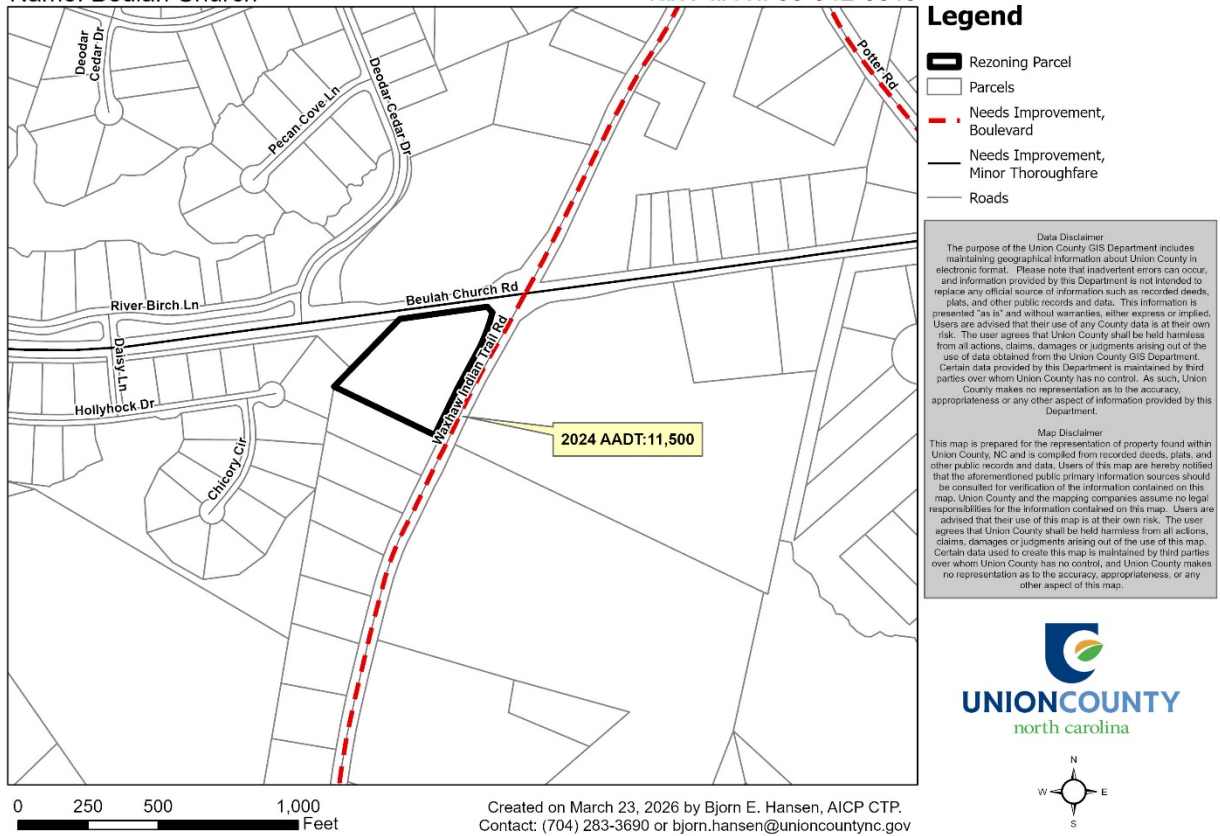 Name: Beulah Church
Legend
Rezoning Parcel
Parcels
Needs Improvement,
Boulevard
Needs Improvement,
Minor Thoroughfare
Roads
Deodar
Cedar Dr
Pecan Cove Ln
Deodar Cedar Dr
Potter Rd
River Birch Ln
Beulah Church Rd
Daisy Ln
Waxhaw Indian Trail Rd
Hollyhock Dr
Chicory Cir
2024 AADT:11,500
Data Disclaimer
The purpose of the Union County GIS Department includes
maintaining geographical information about Union County in
electronic format. Please note that inadvertent errors can occur,
and information provided by this Department is not intended to
replace any official source of information such as recorded deeds,
plats, and other public records and data. This information is
presented "as is" and without warranties, either express or implied.
Users are advised that their use of any County data is at their own
risk. The user agrees that Union County shall be held harmless
from all actions, claims, damages or judgments arising out of the
use of data obtained from the Union County GIS Department.
Certain data provided by this Department is maintained by third
parties over whom Union County has no control. As such, Union
County makes no representation as to the accuracy,
appropriateness or any other aspect of information provided by this
Department.
Map Disclaimer
This map is prepared for the representation of property found within
Union County, NC and is compiled from recorded deeds, plats, and
other public records and data. Users of this map are hereby notified
that the aforementioned public primary information sources should
be consulted for verification of the information contained on this
map. Union County and the mapping companies assume no legal
responsibilities for the information contained on this map. Users are
advised that their use of this map is at their own risk. The user
agrees that Union County shall be held harmless from all actions,
claims, damages or judgments arising out of the use of this map.
Certain data used to create this map is maintained by third parties
over whom Union County has no control, and Union County makes
no representation as to the accuracy, appropriateness, or any
other aspect of this map.
UNIONCOUNTY
north carolina
N
W E
S
0 250 500 1,000
Feet
Created on March 23, 2026 by Bjorn E. Hansen, AICP CTP.
Contact: (704) 283-3690 or bjorn.hansen@unioncountync.gov